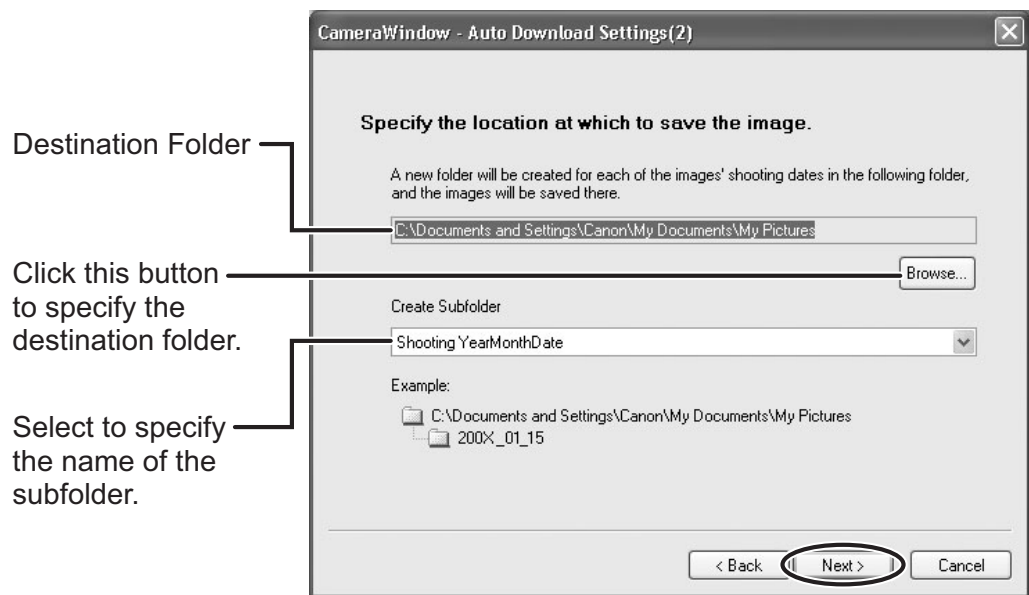 CameraWindow - Auto Download Settings(2)
Specify the location at which to save the image.
Destination Folder
A new folder will be created for each of the images' shooting dates in the following folder,
and the images will be saved there.
C:\Documents and Settings\Canon\My Documents\My Pictures
Click this button
to specify the
destination folder.
Browse...
Create Subfolder
Shooting YearMonthDate
Example:
C:\Documents and Settings\Canon\My Documents\My Pictures
200X_01_15
Select to specify
the name of the
subfolder.
< Back
Next >
Cancel